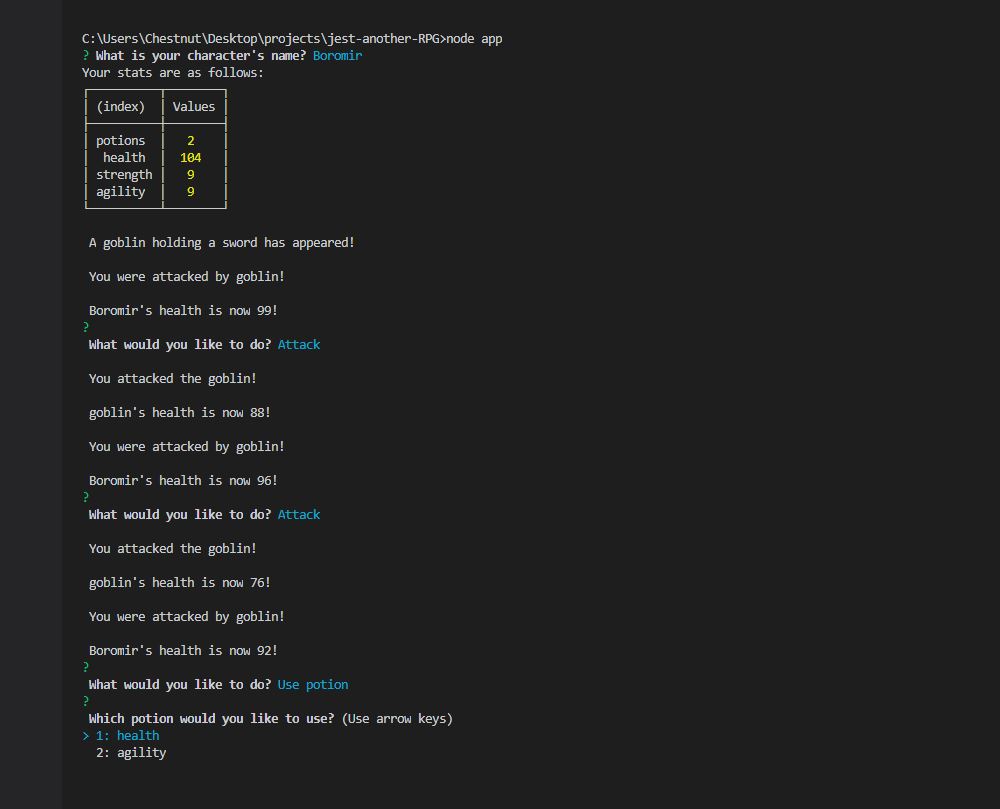 C:\Users\Chestnut\Desktop\projects\jest-another-RPG>node app
? What is your character's name? Boromir
Your stats are as follows:
(index) Values
potions 2
health 104
strength 9
agility 9
A goblin holding a sword has appeared!
You were attacked by goblin!
Boromir's health is now 99!
?
What would you like to do? Attack
You attacked the goblin!
goblin's health is now 88!
You were attacked by goblin!
Boromir's health is now 96!
?
What would you like to do? Attack
You attacked the goblin!
goblin's health is now 76!
You were attacked by goblin!
Boromir's health is now 92!
?
What would you like to do? Use potion
?
Which potion would you like to use? (Use arrow keys)
> 1: health
2: agility